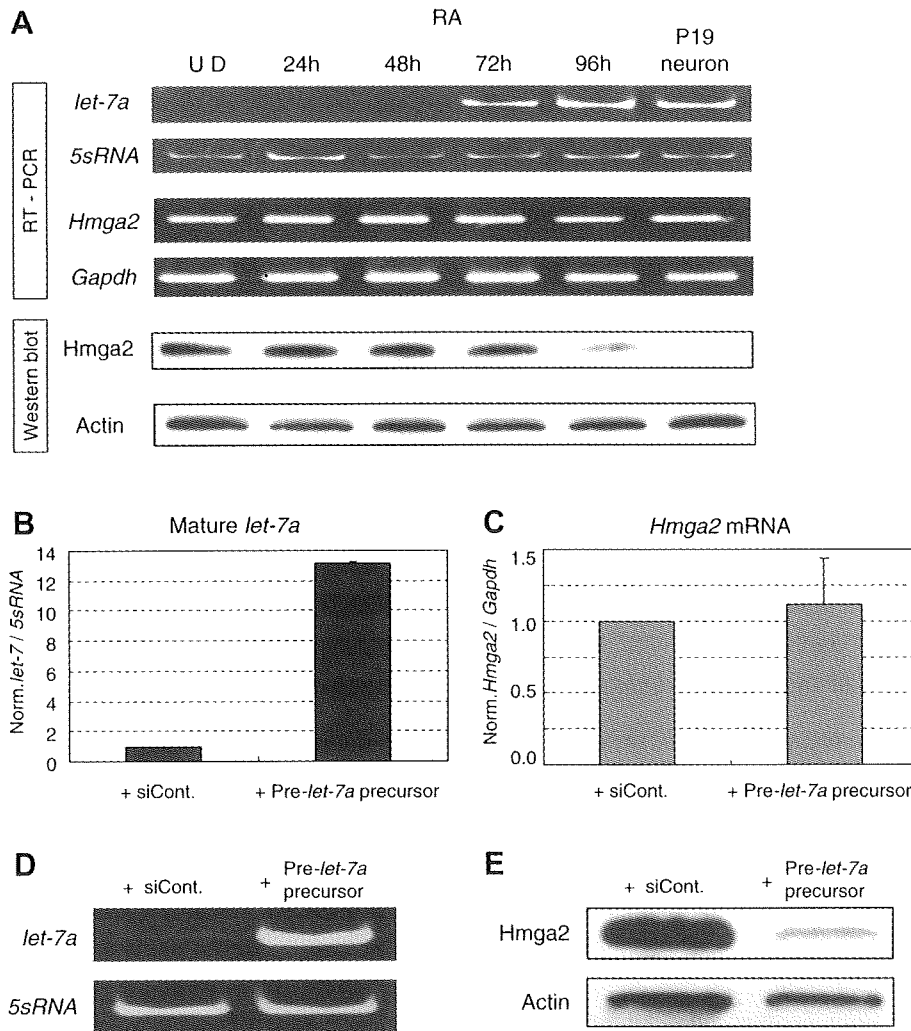 A
RA
U D 24h 48h 72h 96h P19 neuron
RT - PCR
let-7a
5sRNA
Hmga2
Gapdh
Western blot
Hmga2
Actin
B
Mature let-7a
Norm.let-7 / 5sRNA
14
12
10
8
6
4
2
0
+ siCont. + Pre-let-7a precursor
C
Hmga2 mRNA
Norm.Hmga2 / Gapdh
1.5
1.0
0.5
0.0
+ siCont. + Pre-let-7a precursor
D
+ siCont. + Pre-let-7a precursor
let-7a
5sRNA
E
+ siCont. + Pre-let-7a precursor
Hmga2
Actin